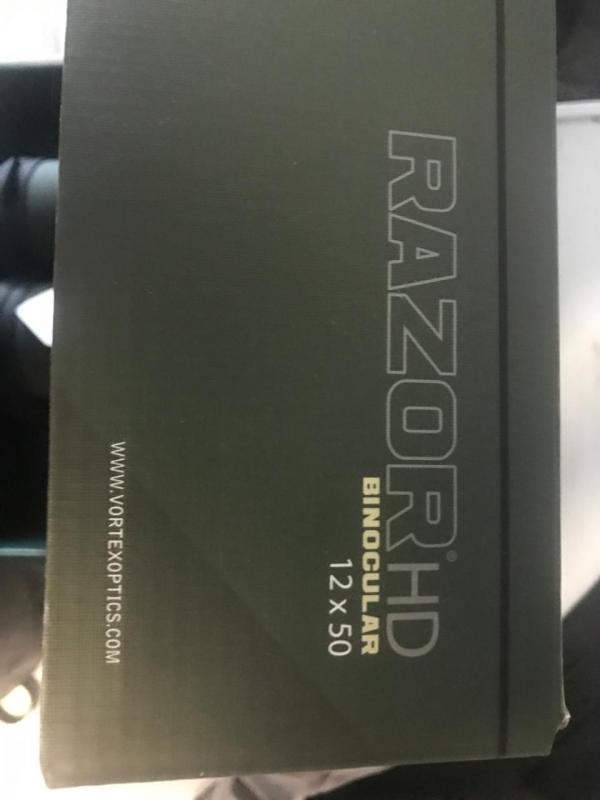 RAZOR® HD
BINOCULAR
12 x 50
WWW.VORTEXOPTICS.COM